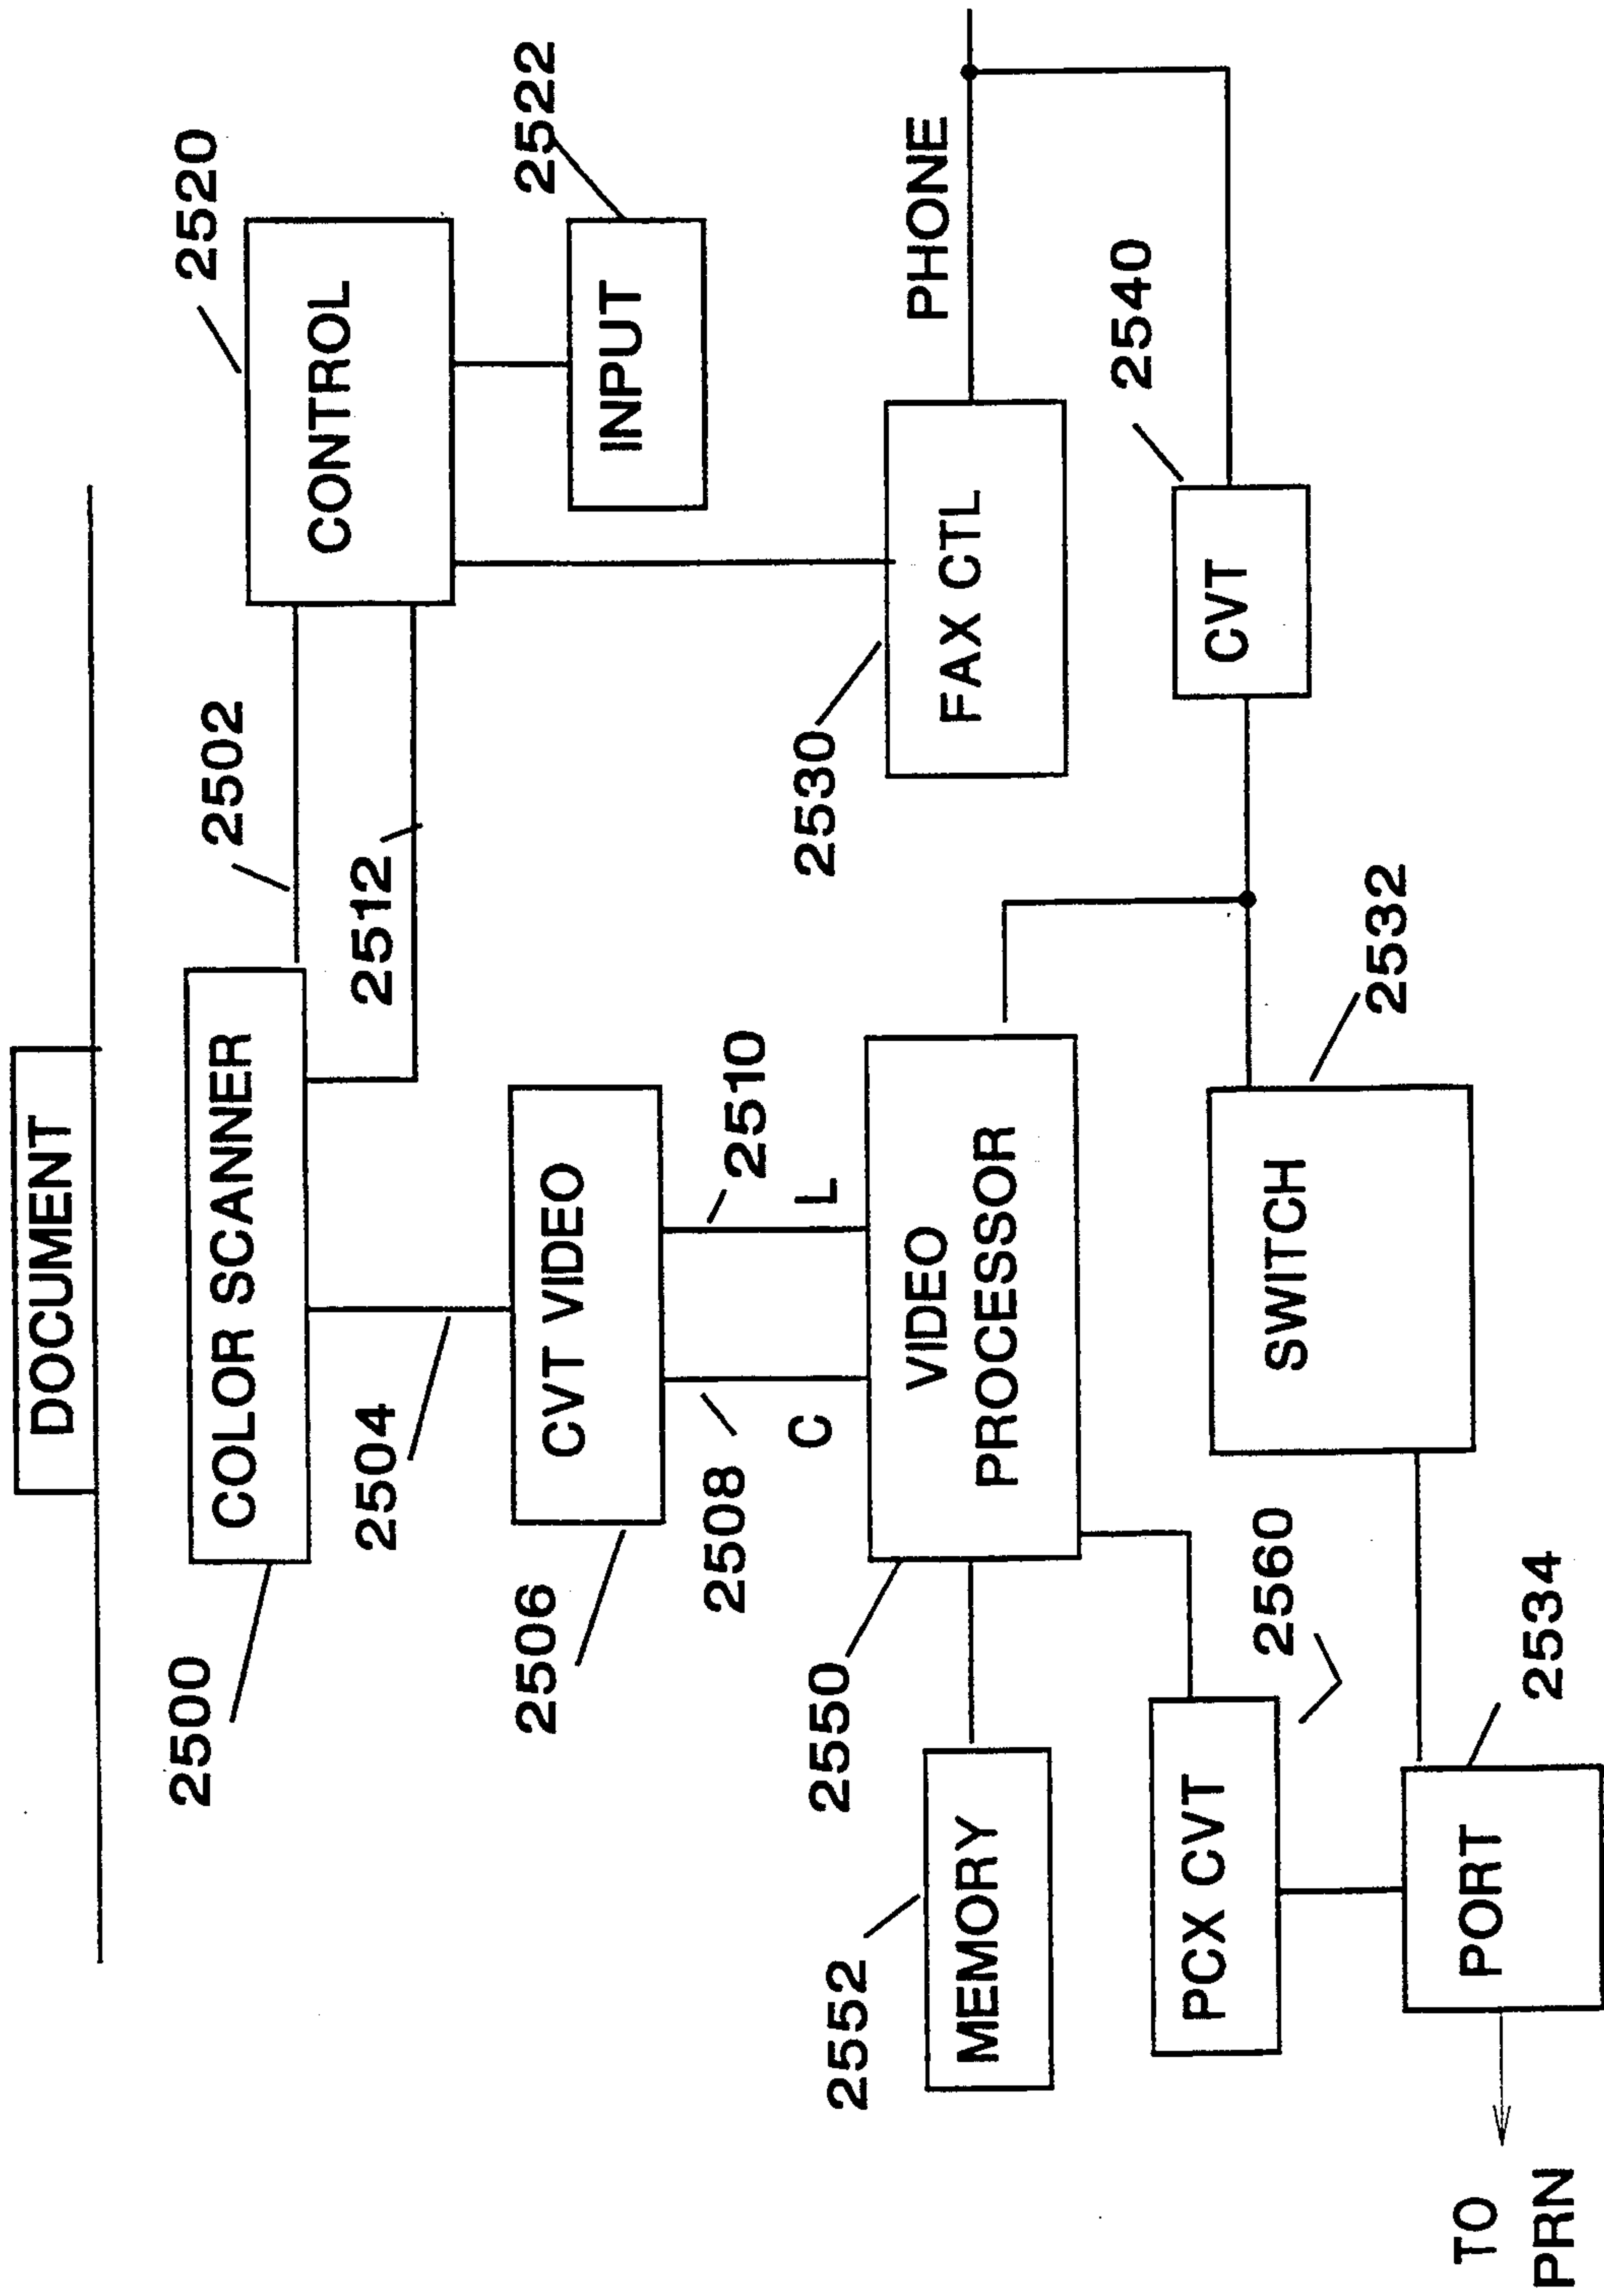 DOCUMENT
2500
COLOR SCANNER
2502
2520
CONTROL
2504
2512
2522
INPUT
2506
CVT VIDEO
2508
2510
C
L
2530
FAX CTL
PHONE
2550
VIDEO
PROCESSOR
2552
MEMORY
2540
CVT
2560
PCX CVT
2532
SWITCH
2534
PORT
TO
PRN